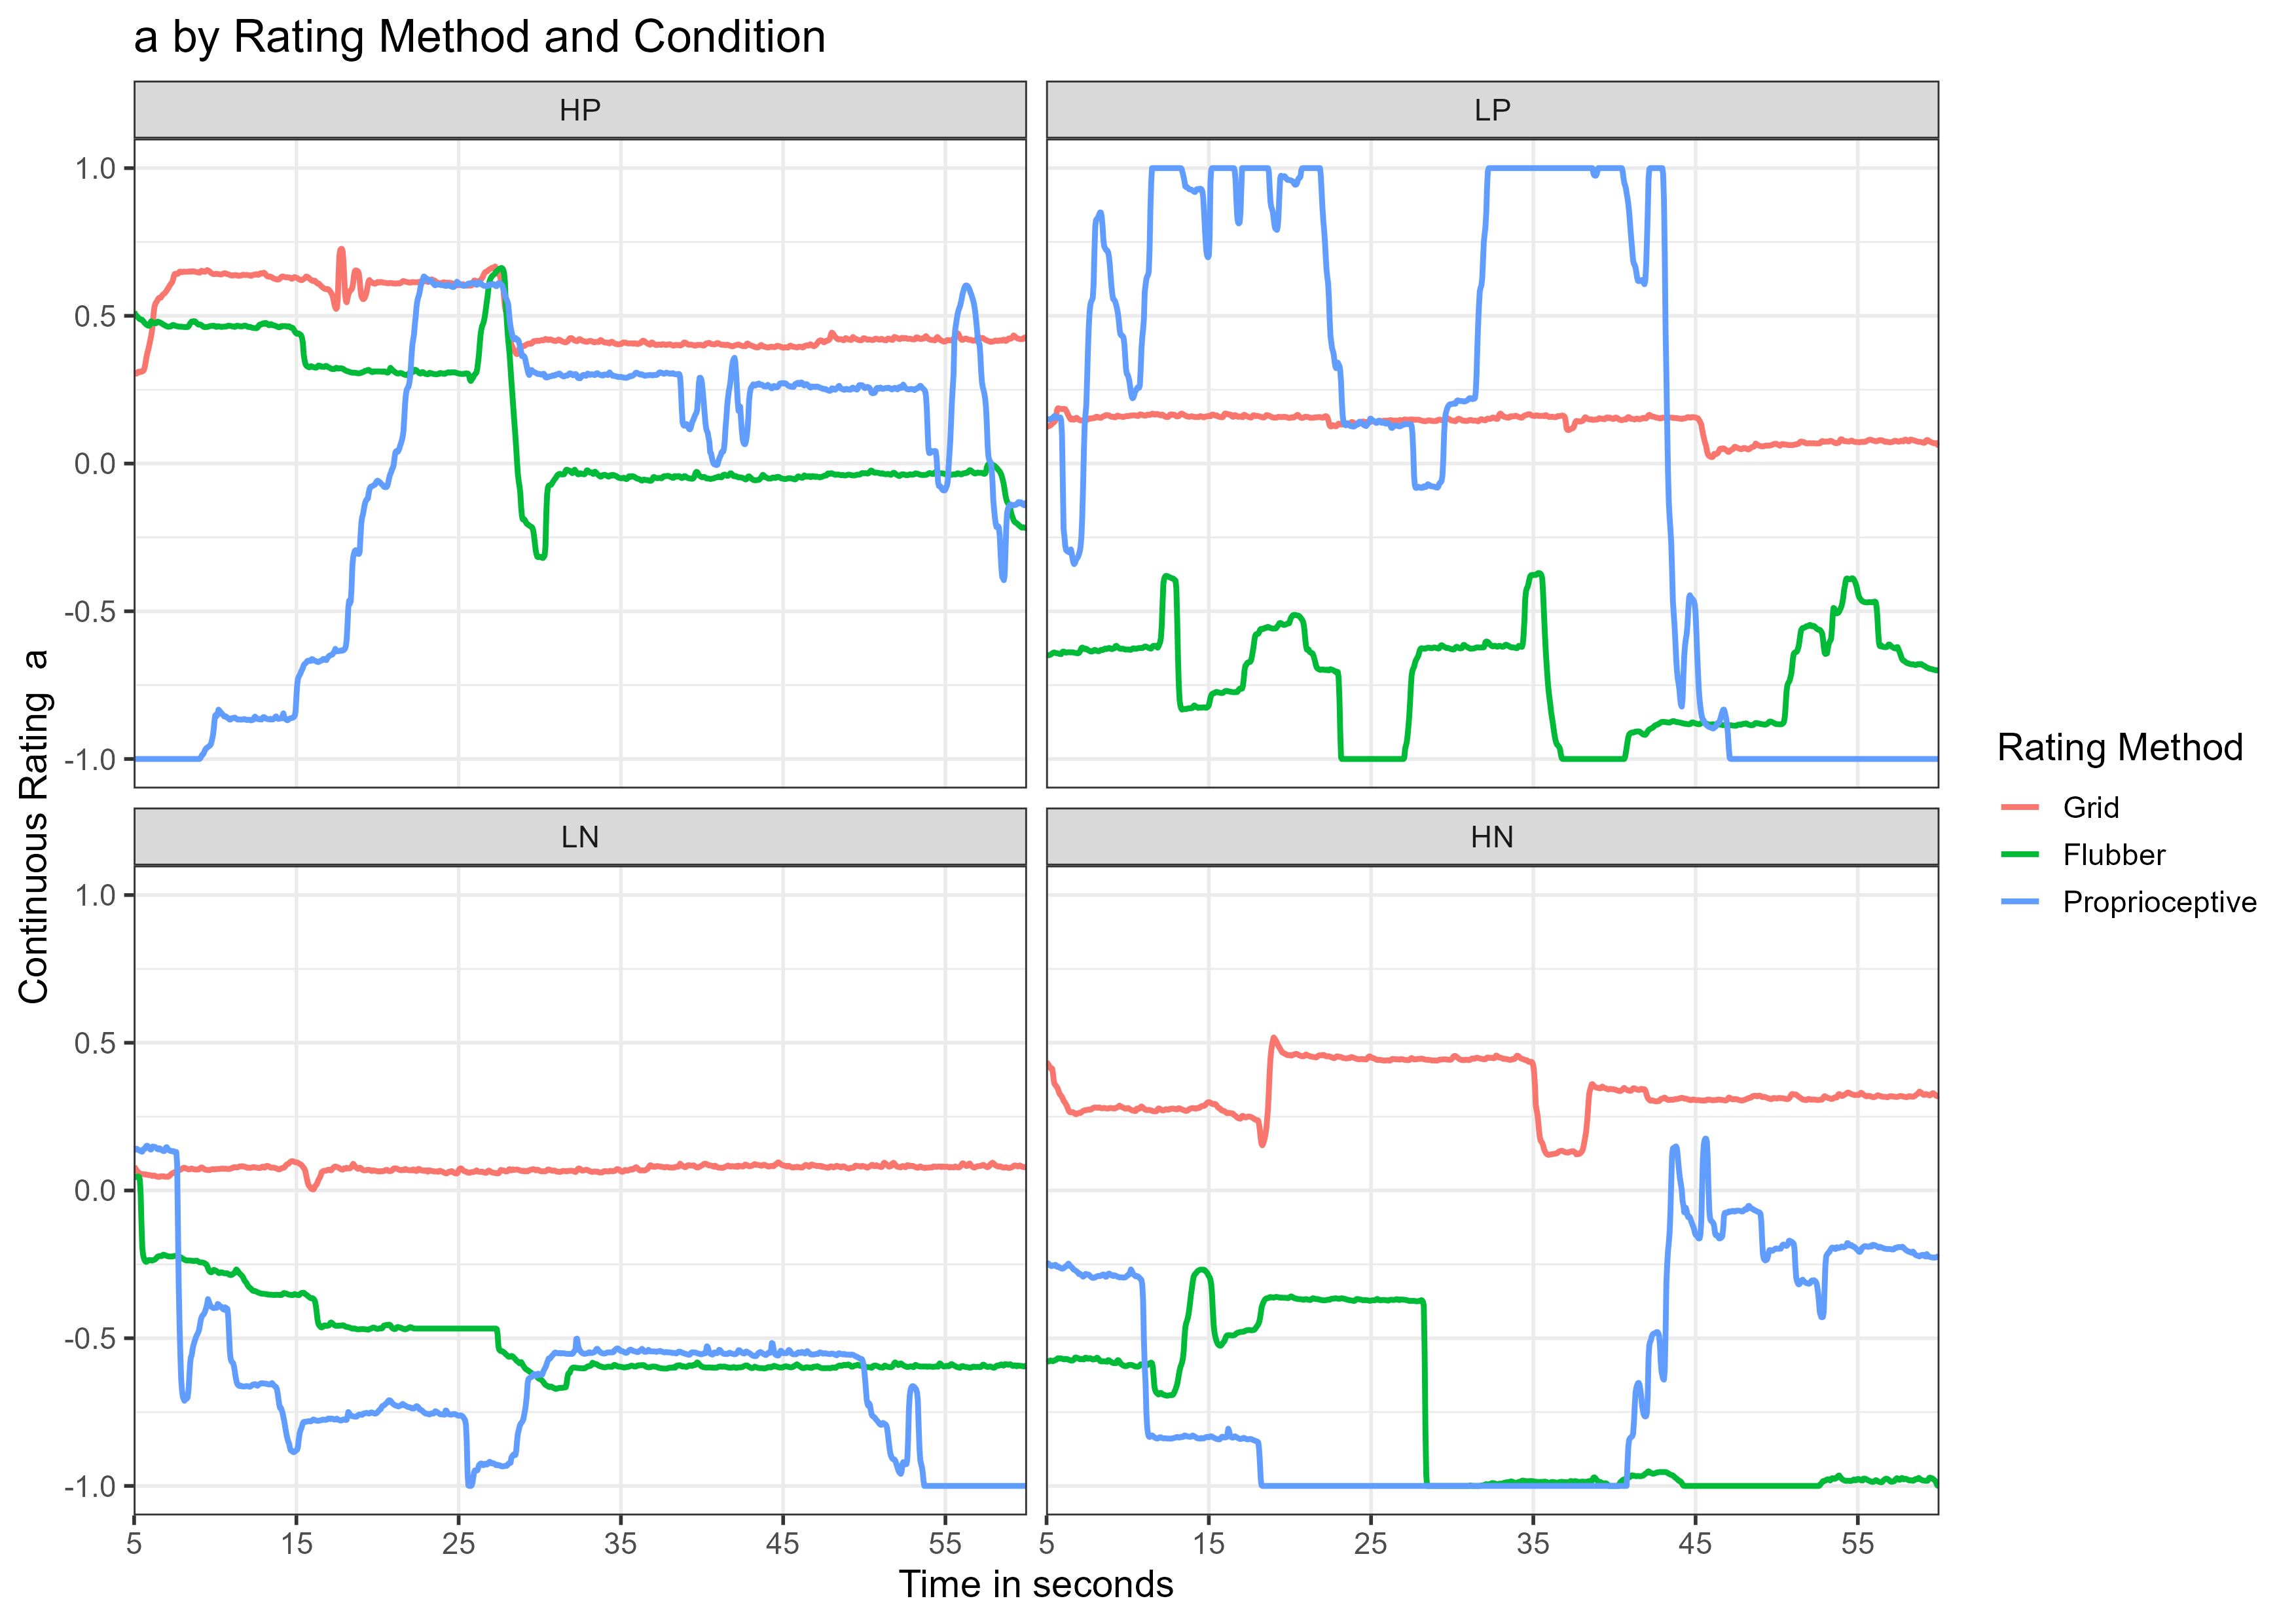 a by Rating Method and Condition
HP
LP
1.0
0.5
0.0
-0.5
-1.0
LN
HN
1.0
0.5
0.0
-0.5
-1.0
5 15 25 35 45 55
5 15 25 35 45 55
Time in seconds
Continuous Rating  a
Rating Method
Grid
Flubber
Proprioceptive